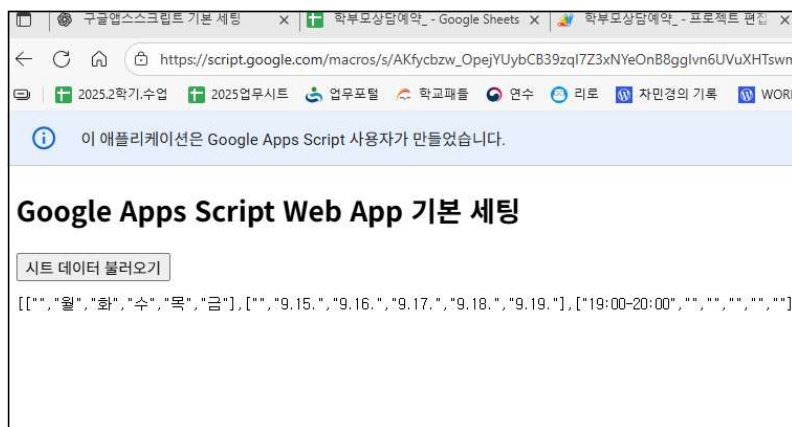 구글앱스스크립트 기본 세팅
학부모상담예약_ - Google Sheets
학부모상담예약_ - 프로젝트 편집
https://script.google.com/macros/s/AKfycbzw_OpejYUybCB39zqI7Z3xNYeOnB8ggIvn6UVuXHTswm
2025.2학기.수업
2025업무시트
업무포털
학교패들
연수
리로
차민경의 기록
WOR
이 애플리케이션은 Google Apps Script 사용자가 만들었습니다.
Google Apps Script Web App 기본 세팅
시트 데이터 불러오기
[["","월","화","수","목","금"],["","9.15.","9.16.","9.17.","9.18.","9.19."],["19:00-20:00","","","","",""]